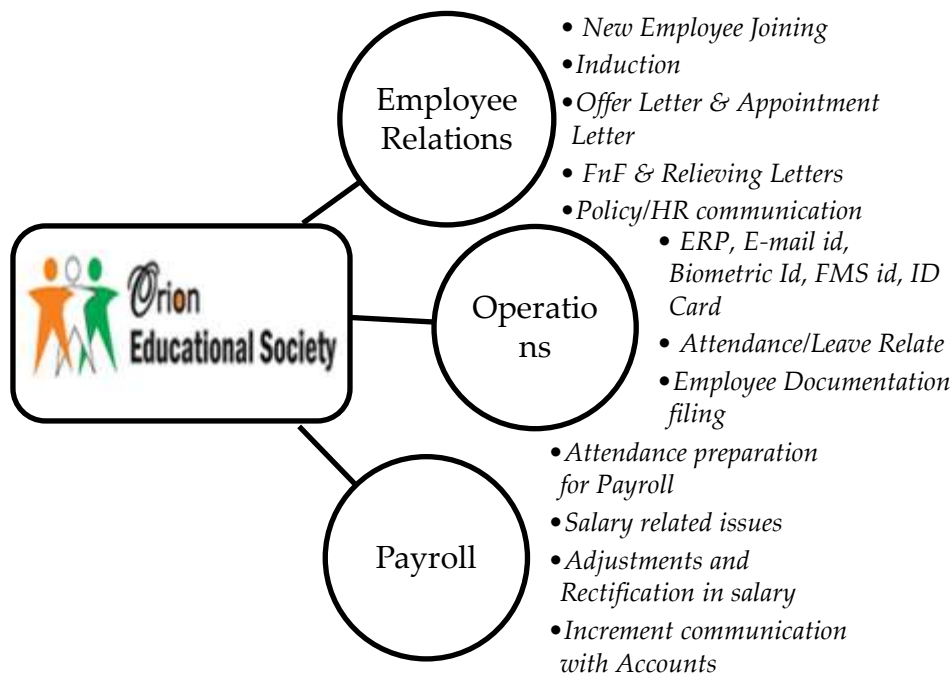 Orion
Educational Society
Employee
Relations
• New Employee Joining
•Induction
•Offer Letter & Appointment
Letter
• FnF & Relieving Letters
•Policy/HR communication
Operatio
ns
• ERP, E-mail id,
Biometric Id, FMS id, ID
Card
• Attendance/Leave Relate
•Employee Documentation
filing
Payroll
•Attendance preparation
for Payroll
•Salary related issues
•Adjustments and
Rectification in salary
•Increment communication
with Accounts